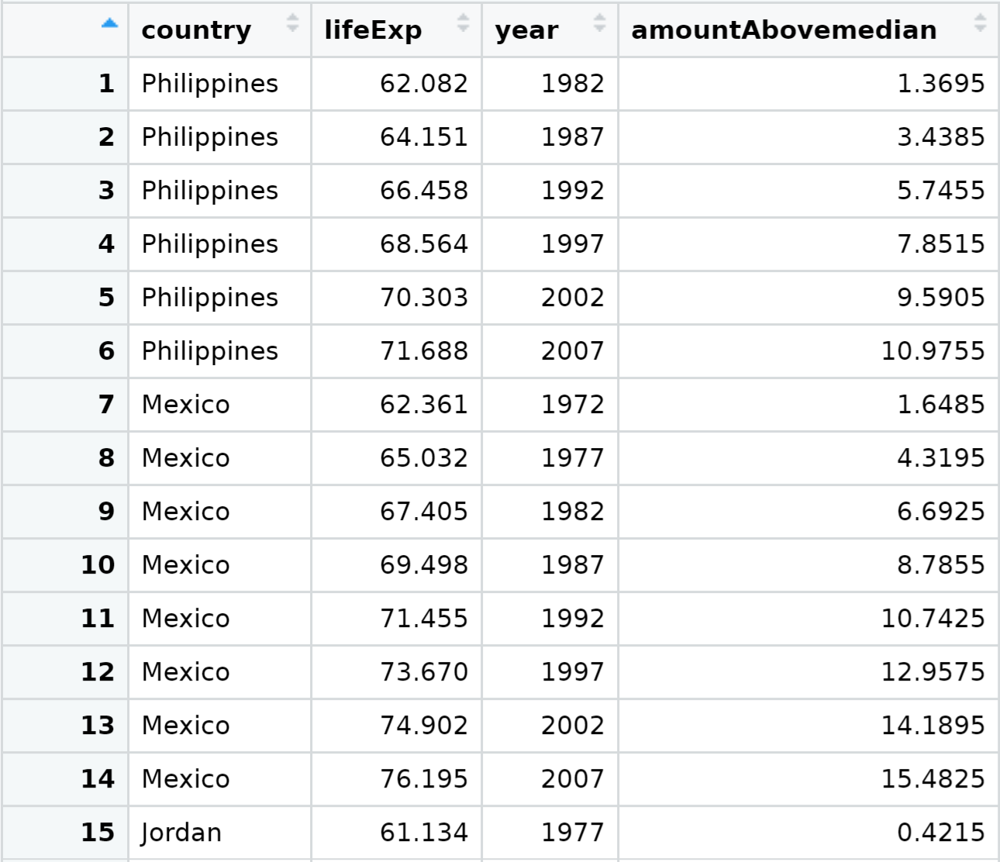 country lifeExp year amountAbovemedian
1 Philippines 62.082 1982 1.3695
2 Philippines 64.151 1987 3.4385
3 Philippines 66.458 1992 5.7455
4 Philippines 68.564 1997 7.8515
5 Philippines 70.303 2002 9.5905
6 Philippines 71.688 2007 10.9755
7 Mexico 62.361 1972 1.6485
8 Mexico 65.032 1977 4.3195
9 Mexico 67.405 1982 6.6925
10 Mexico 69.498 1987 8.7855
11 Mexico 71.455 1992 10.7425
12 Mexico 73.670 1997 12.9575
13 Mexico 74.902 2002 14.1895
14 Mexico 76.195 2007 15.4825
15 Jordan 61.134 1977 0.4215